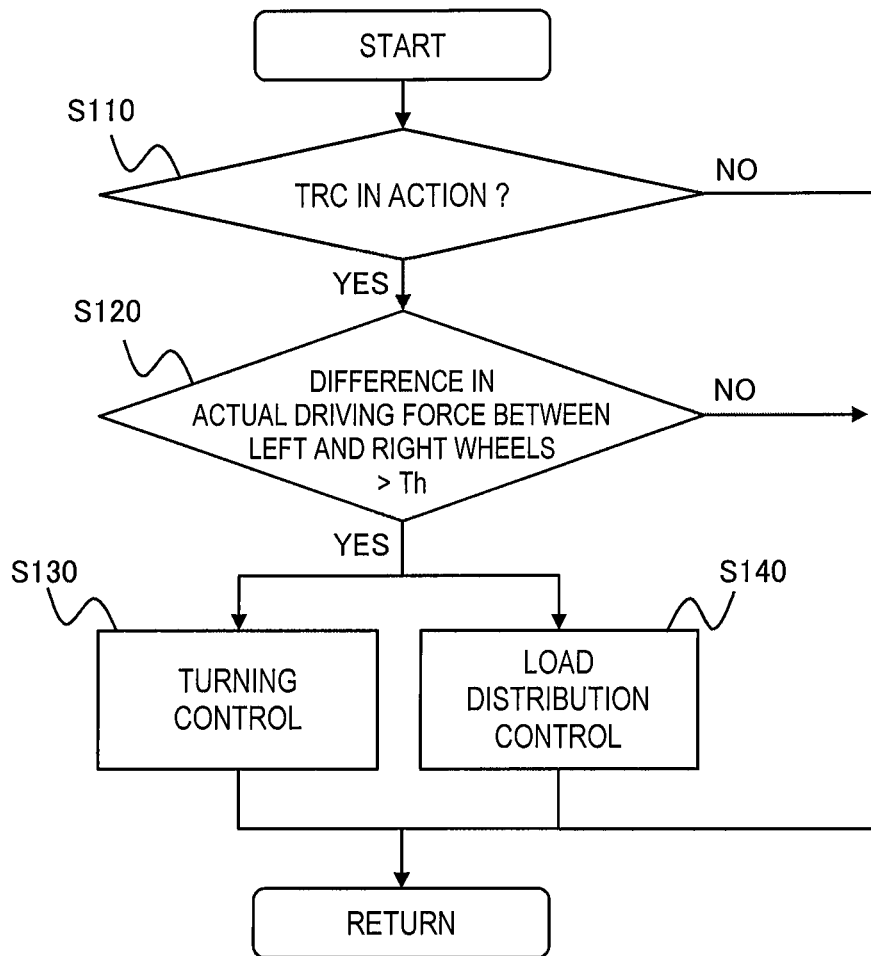 START
S110
TRC IN ACTION ?
NO
YES
S120
DIFFERENCE IN
ACTUAL DRIVING FORCE BETWEEN
LEFT AND RIGHT WHEELS
> Th
NO
YES
S130
S140
TURNING
CONTROL
LOAD
DISTRIBUTION
CONTROL
RETURN